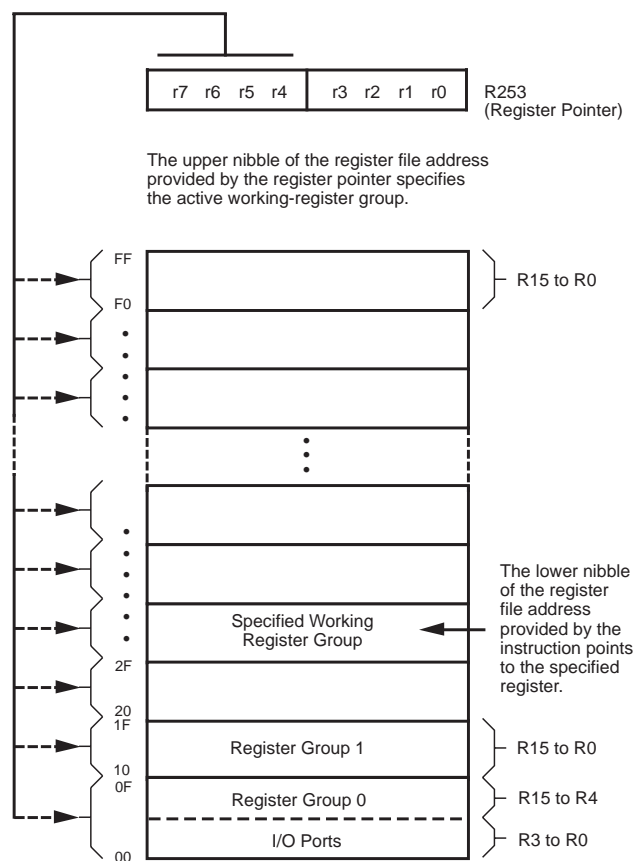 r7 r6 r5 r4 r3 r2 r1 r0
R253
(Register Pointer)
The upper nibble of the register file address
provided by the register pointer specifies
the active working-register group.
FF
F0
R15 to R0
Specified Working
Register Group
The lower nibble
of the register
file address
provided by the
instruction points
to the specified
register.
2F
20
1F
Register Group 1
R15 to R0
10
0F
Register Group 0
R15 to R4
I/O Ports
R3 to R0
00